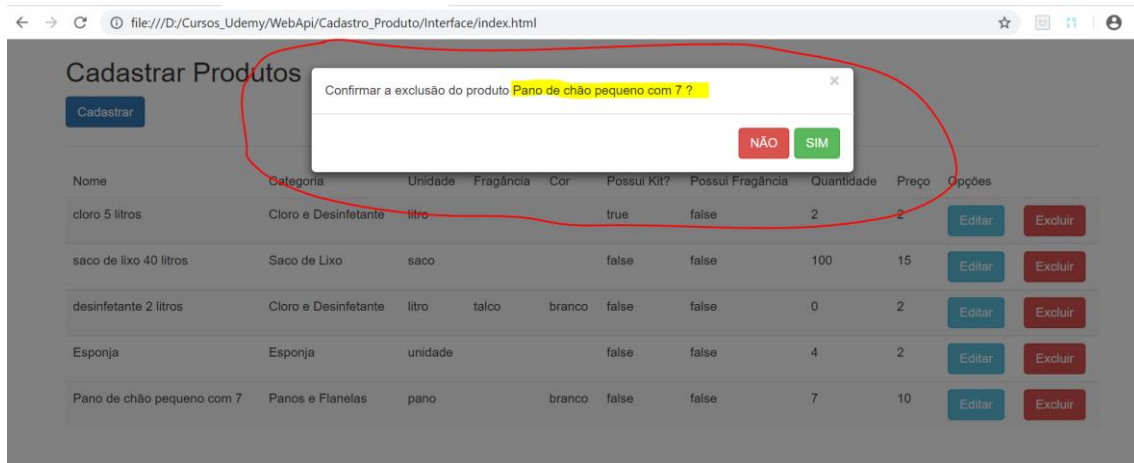 file:///D:/Cursos_Udemy/WebApi/Cadastro_Produto/Interface/index.html
Cadastrar Produtos
Confirmar a exclusão do produto Pano de chão pequeno com 7 ?
×
Cadastrar
NÃO SIM
Nome Categoria Unidade Fragância Cor Possui Kit? Possui Fragância Quantidade Preço Opções
cloro 5 litros Cloro e Desinfetante litro true false 2 2 Editar Excluir
saco de lixo 40 litros Saco de Lixo saco false false 100 15 Editar Excluir
desinfetante 2 litros Cloro e Desinfetante litro talco branco false false 0 2 Editar Excluir
Esponja Esponja unidade false false 4 2 Editar Excluir
Pano de chão pequeno com 7 Panos e Flanelas pano branco false false 7 10 Editar Excluir